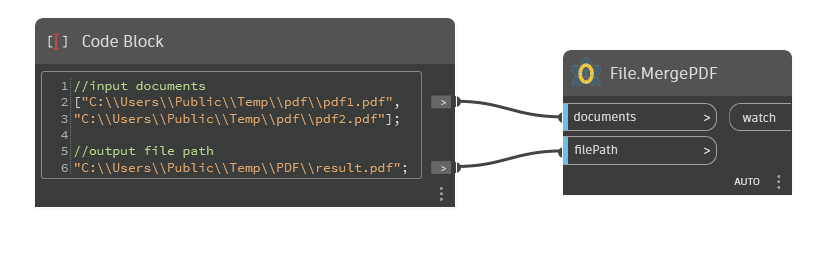 Code Block
1 //input documents
2 ["C:\\Users\\Public\\Temp\\pdf\\pdf1.pdf",
3 "C:\\Users\\Public\\Temp\\pdf\\pdf2.pdf"];
4
5 //output file path
6 "C:\\Users\\Public\\Temp\\PDF\\result.pdf";
>
>
File.MergePDF
documents >
watch
filePath >
AUTO